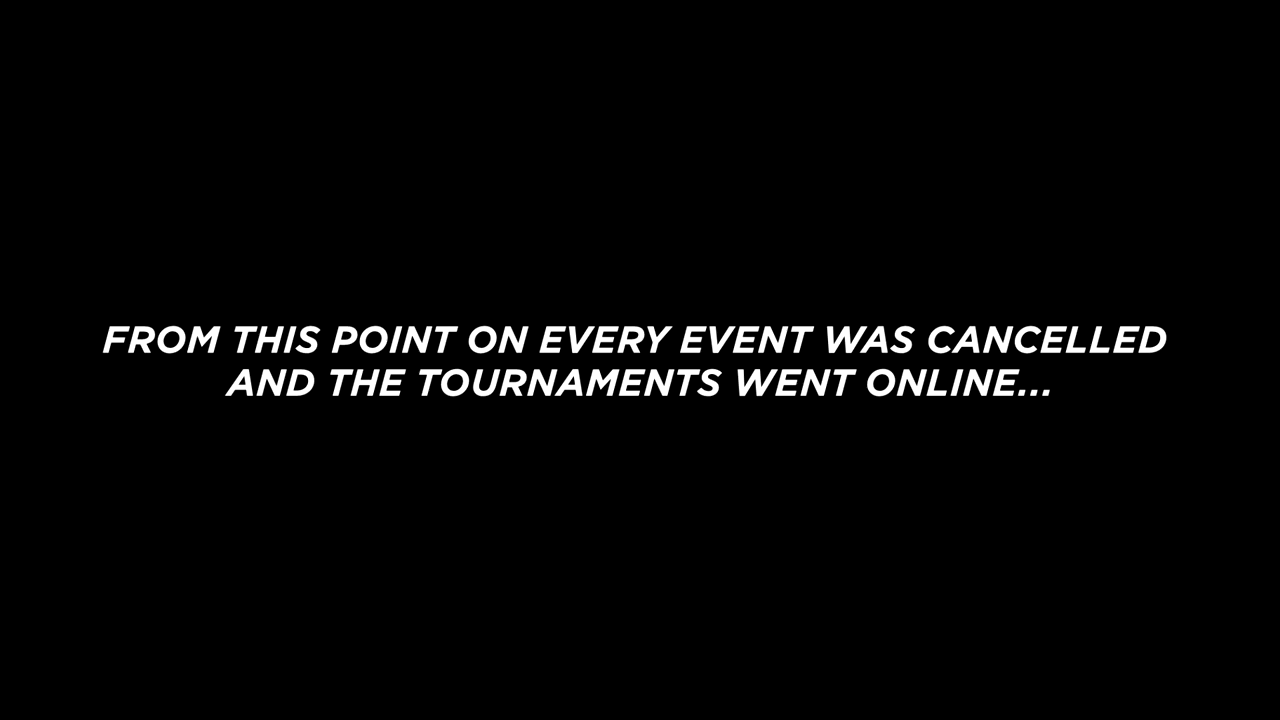 FROM THIS POINT ON EVERY EVENT WAS CANCELLED
AND THE TOURNAMENTS WENT ONLINE...